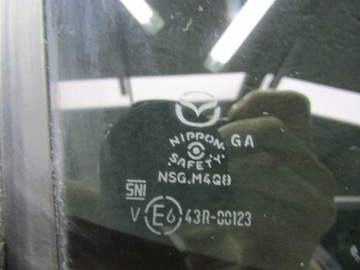 NIPPON GA
SAFETY
NSG.M4Q8
SNI
V E6 43R-00123